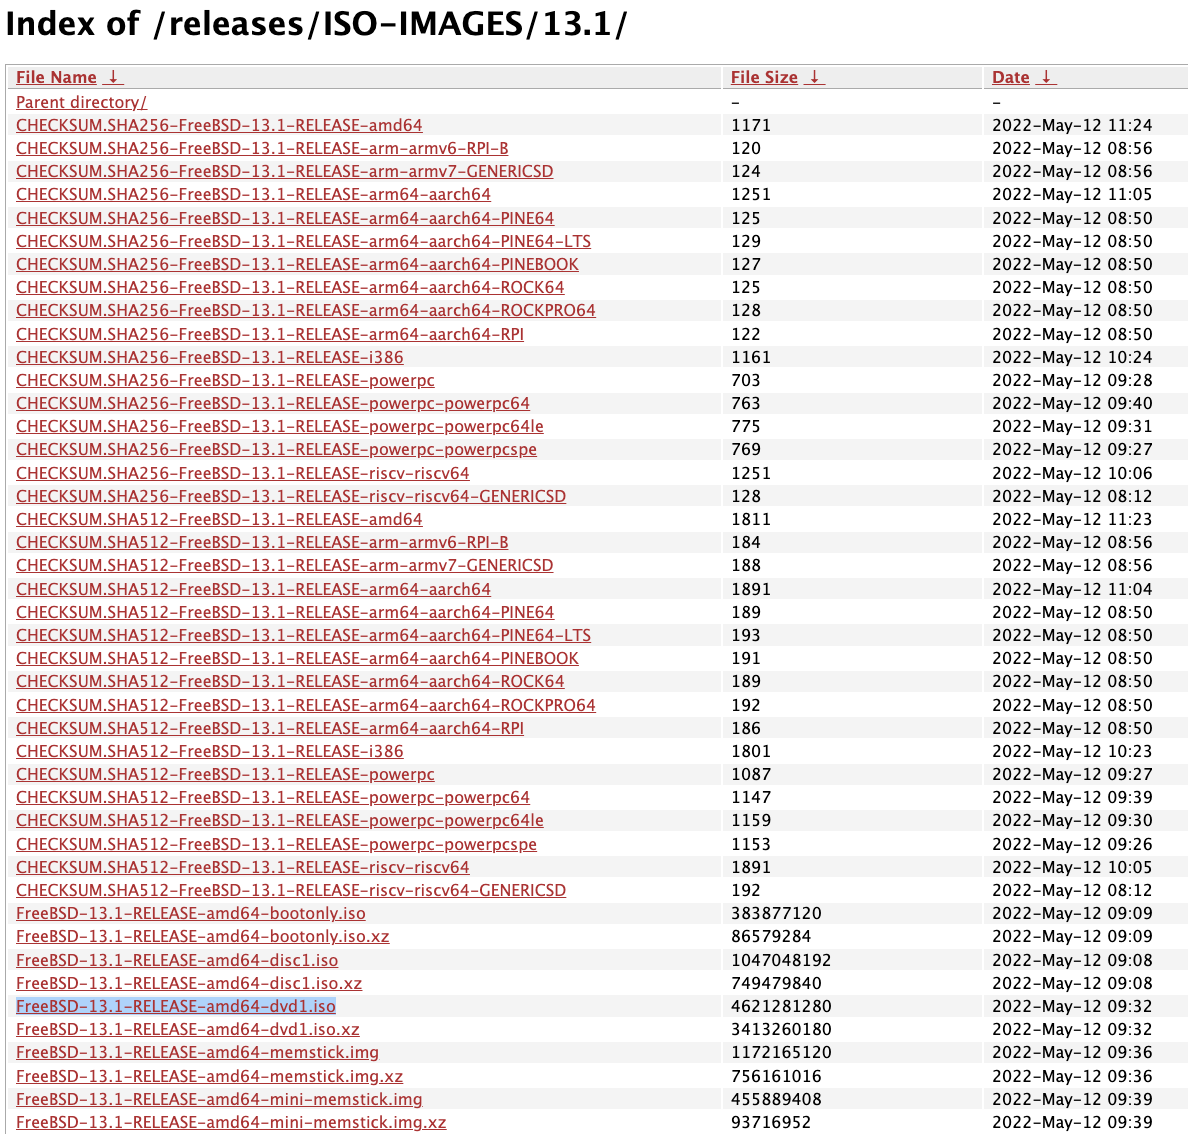 Index of /releases/ISO-IMAGES/13.1/
File Name ↓ File Size ↓ Date ↓
Parent directory/ - -
CHECKSUM.SHA256-FreeBSD-13.1-RELEASE-amd64 1171 2022-May-12 11:24
CHECKSUM.SHA256-FreeBSD-13.1-RELEASE-arm-armv6-RPI-B 120 2022-May-12 08:56
CHECKSUM.SHA256-FreeBSD-13.1-RELEASE-arm-armv7-GENERICSD 124 2022-May-12 08:56
CHECKSUM.SHA256-FreeBSD-13.1-RELEASE-arm64-aarch64 1251 2022-May-12 11:05
CHECKSUM.SHA256-FreeBSD-13.1-RELEASE-arm64-aarch64-PINE64 125 2022-May-12 08:50
CHECKSUM.SHA256-FreeBSD-13.1-RELEASE-arm64-aarch64-PINE64-LTS 129 2022-May-12 08:50
CHECKSUM.SHA256-FreeBSD-13.1-RELEASE-arm64-aarch64-PINEBOOK 127 2022-May-12 08:50
CHECKSUM.SHA256-FreeBSD-13.1-RELEASE-arm64-aarch64-ROCK64 125 2022-May-12 08:50
CHECKSUM.SHA256-FreeBSD-13.1-RELEASE-arm64-aarch64-ROCKPRO64 128 2022-May-12 08:50
CHECKSUM.SHA256-FreeBSD-13.1-RELEASE-arm64-aarch64-RPI 122 2022-May-12 08:50
CHECKSUM.SHA256-FreeBSD-13.1-RELEASE-i386 1161 2022-May-12 10:24
CHECKSUM.SHA256-FreeBSD-13.1-RELEASE-powerpc 703 2022-May-12 09:28
CHECKSUM.SHA256-FreeBSD-13.1-RELEASE-powerpc-powerpc64 763 2022-May-12 09:40
CHECKSUM.SHA256-FreeBSD-13.1-RELEASE-powerpc-powerpc64le 775 2022-May-12 09:31
CHECKSUM.SHA256-FreeBSD-13.1-RELEASE-powerpc-powerpcspe 769 2022-May-12 09:27
CHECKSUM.SHA256-FreeBSD-13.1-RELEASE-riscv-riscv64 1251 2022-May-12 10:06
CHECKSUM.SHA256-FreeBSD-13.1-RELEASE-riscv-riscv64-GENERICSD 128 2022-May-12 08:12
CHECKSUM.SHA512-FreeBSD-13.1-RELEASE-amd64 1811 2022-May-12 11:23
CHECKSUM.SHA512-FreeBSD-13.1-RELEASE-arm-armv6-RPI-B 184 2022-May-12 08:56
CHECKSUM.SHA512-FreeBSD-13.1-RELEASE-arm-armv7-GENERICSD 188 2022-May-12 08:56
CHECKSUM.SHA512-FreeBSD-13.1-RELEASE-arm64-aarch64 1891 2022-May-12 11:04
CHECKSUM.SHA512-FreeBSD-13.1-RELEASE-arm64-aarch64-PINE64 189 2022-May-12 08:50
CHECKSUM.SHA512-FreeBSD-13.1-RELEASE-arm64-aarch64-PINE64-LTS 193 2022-May-12 08:50
CHECKSUM.SHA512-FreeBSD-13.1-RELEASE-arm64-aarch64-PINEBOOK 191 2022-May-12 08:50
CHECKSUM.SHA512-FreeBSD-13.1-RELEASE-arm64-aarch64-ROCK64 189 2022-May-12 08:50
CHECKSUM.SHA512-FreeBSD-13.1-RELEASE-arm64-aarch64-ROCKPRO64 192 2022-May-12 08:50
CHECKSUM.SHA512-FreeBSD-13.1-RELEASE-arm64-aarch64-RPI 186 2022-May-12 08:50
CHECKSUM.SHA512-FreeBSD-13.1-RELEASE-i386 1801 2022-May-12 10:23
CHECKSUM.SHA512-FreeBSD-13.1-RELEASE-powerpc 1087 2022-May-12 09:27
CHECKSUM.SHA512-FreeBSD-13.1-RELEASE-powerpc-powerpc64 1147 2022-May-12 09:39
CHECKSUM.SHA512-FreeBSD-13.1-RELEASE-powerpc-powerpc64le 1159 2022-May-12 09:30
CHECKSUM.SHA512-FreeBSD-13.1-RELEASE-powerpc-powerpcspe 1153 2022-May-12 09:26
CHECKSUM.SHA512-FreeBSD-13.1-RELEASE-riscv-riscv64 1891 2022-May-12 10:05
CHECKSUM.SHA512-FreeBSD-13.1-RELEASE-riscv-riscv64-GENERICSD 192 2022-May-12 08:12
FreeBSD-13.1-RELEASE-amd64-bootonly.iso 383877120 2022-May-12 09:09
FreeBSD-13.1-RELEASE-amd64-bootonly.iso.xz 86579284 2022-May-12 09:09
FreeBSD-13.1-RELEASE-amd64-disc1.iso 1047048192 2022-May-12 09:08
FreeBSD-13.1-RELEASE-amd64-disc1.iso.xz 749479840 2022-May-12 09:08
FreeBSD-13.1-RELEASE-amd64-dvd1.iso 4621281280 2022-May-12 09:32
FreeBSD-13.1-RELEASE-amd64-dvd1.iso.xz 3413260180 2022-May-12 09:32
FreeBSD-13.1-RELEASE-amd64-memstick.img 1172165120 2022-May-12 09:36
FreeBSD-13.1-RELEASE-amd64-memstick.img.xz 756161016 2022-May-12 09:36
FreeBSD-13.1-RELEASE-amd64-mini-memstick.img 455889408 2022-May-12 09:39
FreeBSD-13.1-RELEASE-amd64-mini-memstick.img.xz 93716952 2022-May-12 09:39